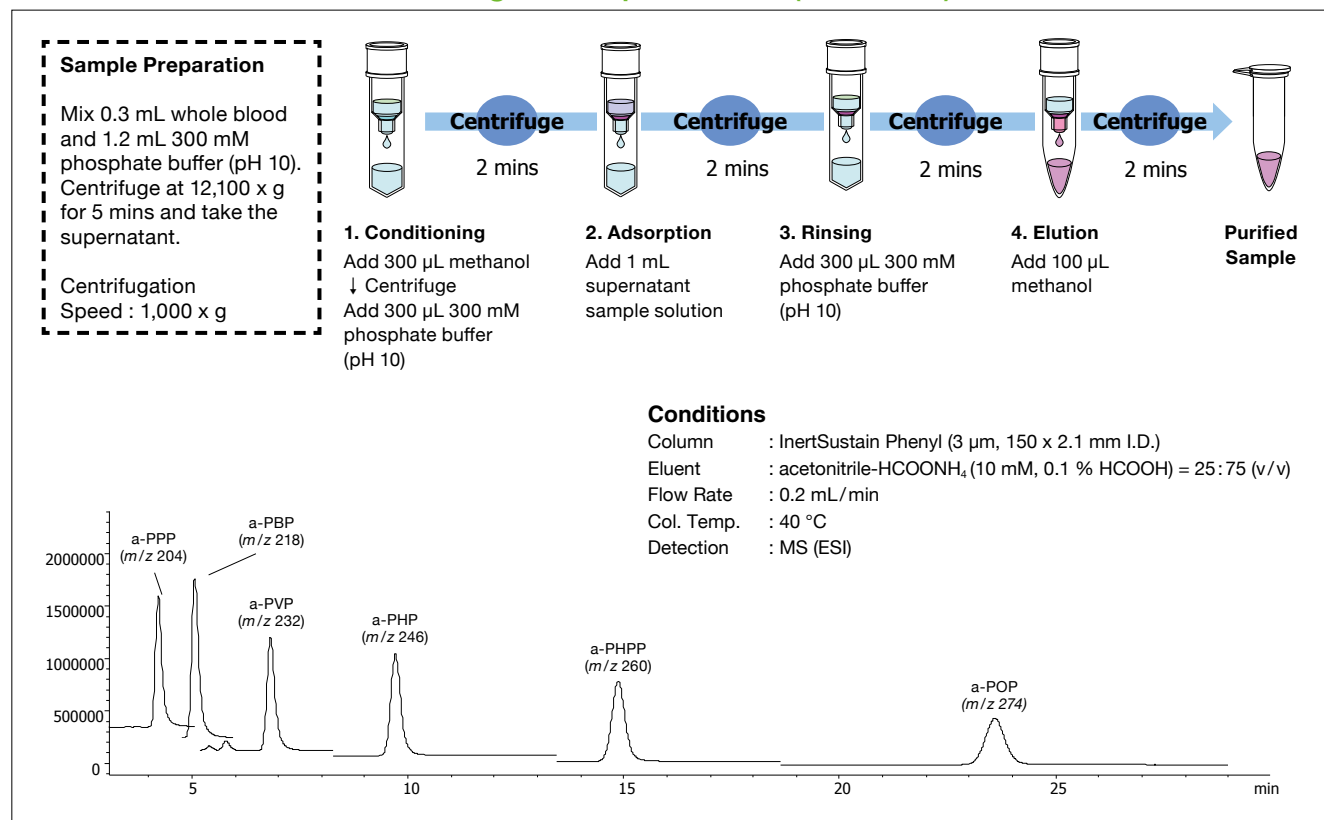 Sample Preparation
Mix 0.3 mL whole blood
and 1.2 mL 300 mM
phosphate buffer (pH 10).
Centrifuge at 12,100 x g
for 5 mins and take the
supernatant.
Centrifugation
Speed : 1,000 x g
Centrifuge
2 mins
Centrifuge
2 mins
Centrifuge
2 mins
Centrifuge
2 mins
1. Conditioning
Add 300 µL methanol
↓ Centrifuge
Add 300 µL 300 mM
phosphate buffer
(pH 10)
2. Adsorption
Add 1 mL
supernatant
sample solution
3. Rinsing
Add 300 µL 300 mM
phosphate buffer
(pH 10)
4. Elution
Add 100 µL
methanol
Purified
Sample
Conditions
Column : InertSustain Phenyl (3 µm, 150 x 2.1 mm I.D.)
Eluent : acetonitrile-HCOONH₄ (10 mM, 0.1 % HCOOH) = 25:75 (v/v)
Flow Rate : 0.2 mL/min
Col. Temp. : 40 °C
Detection : MS (ESI)
a-PPP
(m/z 204)
a-PBP
(m/z 218)
a-PVP
(m/z 232)
a-PHP
(m/z 246)
a-PHPP
(m/z 260)
a-POP
(m/z 274)
2000000
1500000
1000000
500000
0
5 10 15 20 25 min